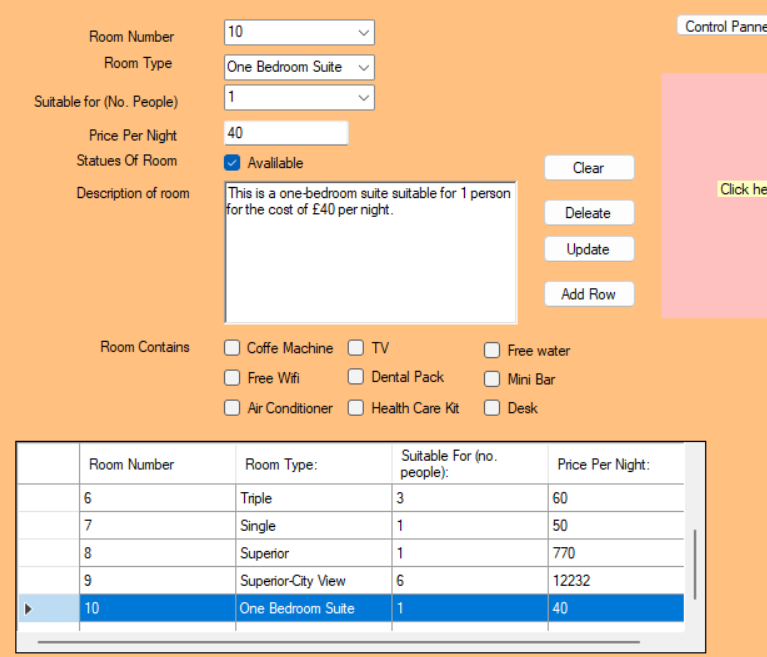 Room Number 10 Control Panne
Room Type One Bedroom Suite
Suitable for (No. People) 1
Price Per Night 40
Statues Of Room Avalilable
Clear
Description of room This is a one-bedroom suite suitable for 1 person
for the cost of £40 per night.
Click he
Deleate
Update
Add Row
Room Contains Coffe Machine TV Free water
Free Wifi Dental Pack Mini Bar
Air Conditioner Health Care Kit Desk
Room Number Room Type: Suitable For (no. people): Price Per Night:
6 Triple 3 60
7 Single 1 50
8 Superior 1 770
9 Superior-City View 6 12232
10 One Bedroom Suite 1 40